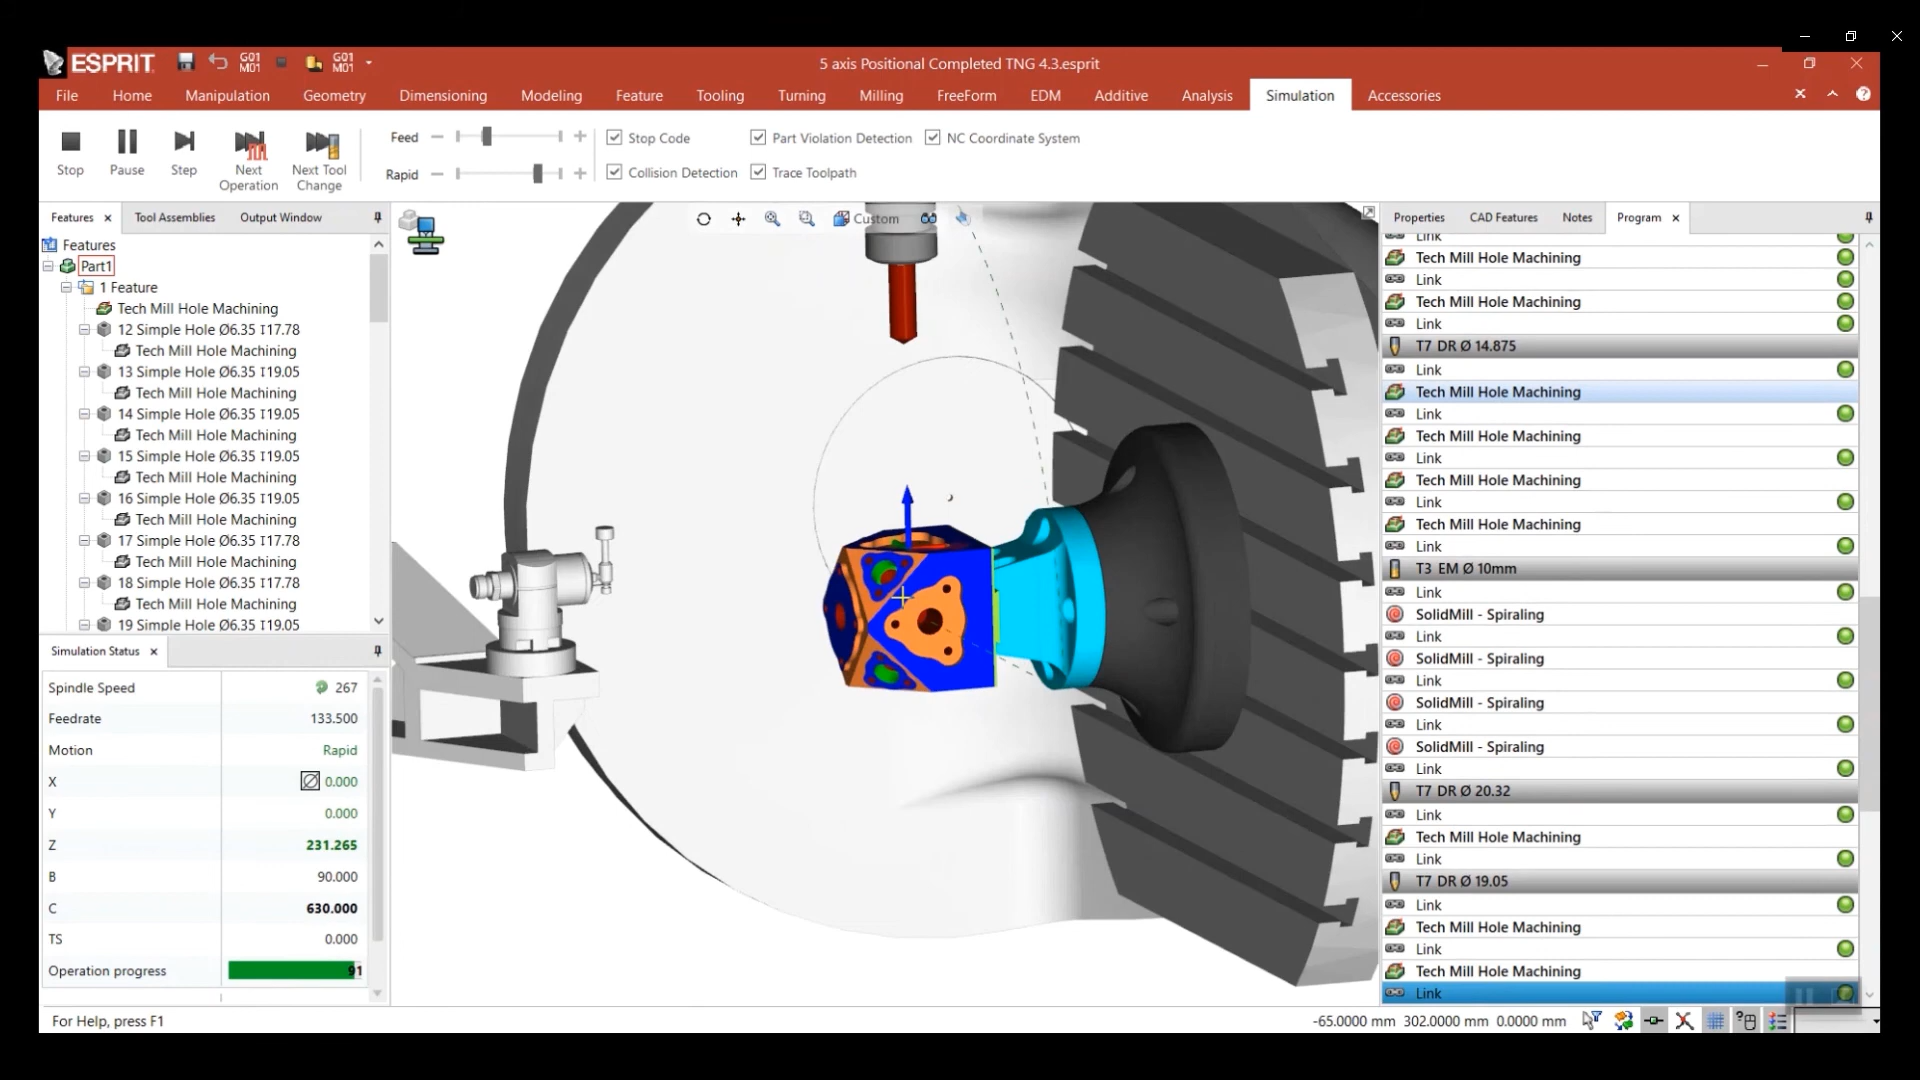 ESPRIT
G01
M01
G01
M01
5 axis Positional Completed TNG 4.3.esprit
File Home Manipulation Geometry Dimensioning Modeling Feature Tooling Turning Milling FreeForm EDM Additive Analysis Simulation Accessories
Stop
Pause
Step
Next
Operation
Next Tool
Change
Feed
Rapid
Stop Code
Part Violation Detection
NC Coordinate System
Collision Detection
Trace Toolpath
Features
Tool Assemblies
Output Window
Features
Part1
1 Feature
Tech Mill Hole Machining
12 Simple Hole Ø6.35 ↧17.78
Tech Mill Hole Machining
13 Simple Hole Ø6.35 ↧19.05
Tech Mill Hole Machining
14 Simple Hole Ø6.35 ↧19.05
Tech Mill Hole Machining
15 Simple Hole Ø6.35 ↧19.05
Tech Mill Hole Machining
16 Simple Hole Ø6.35 ↧19.05
Tech Mill Hole Machining
17 Simple Hole Ø6.35 ↧17.78
Tech Mill Hole Machining
18 Simple Hole Ø6.35 ↧17.78
Tech Mill Hole Machining
19 Simple Hole Ø6.35 ↧19.05
Simulation Status
Spindle Speed 267
Feedrate 133.500
Motion Rapid
X 0.000
Y 0.000
Z 231.265
B 90.000
C 630.000
TS 0.000
Operation progress 91
Custom
Properties CAD Features Notes Program
Link
Tech Mill Hole Machining
Link
Tech Mill Hole Machining
Link
T7 DR Ø 14.875
Link
Tech Mill Hole Machining
Link
Tech Mill Hole Machining
Link
Tech Mill Hole Machining
Link
Tech Mill Hole Machining
Link
T3 EM Ø 10mm
Link
SolidMill - Spiraling
Link
SolidMill - Spiraling
Link
SolidMill - Spiraling
Link
SolidMill - Spiraling
Link
T7 DR Ø 20.32
Link
Tech Mill Hole Machining
Link
T7 DR Ø 19.05
Link
Tech Mill Hole Machining
Link
Tech Mill Hole Machining
Link
For Help, press F1
-65.0000 mm 302.0000 mm 0.0000 mm